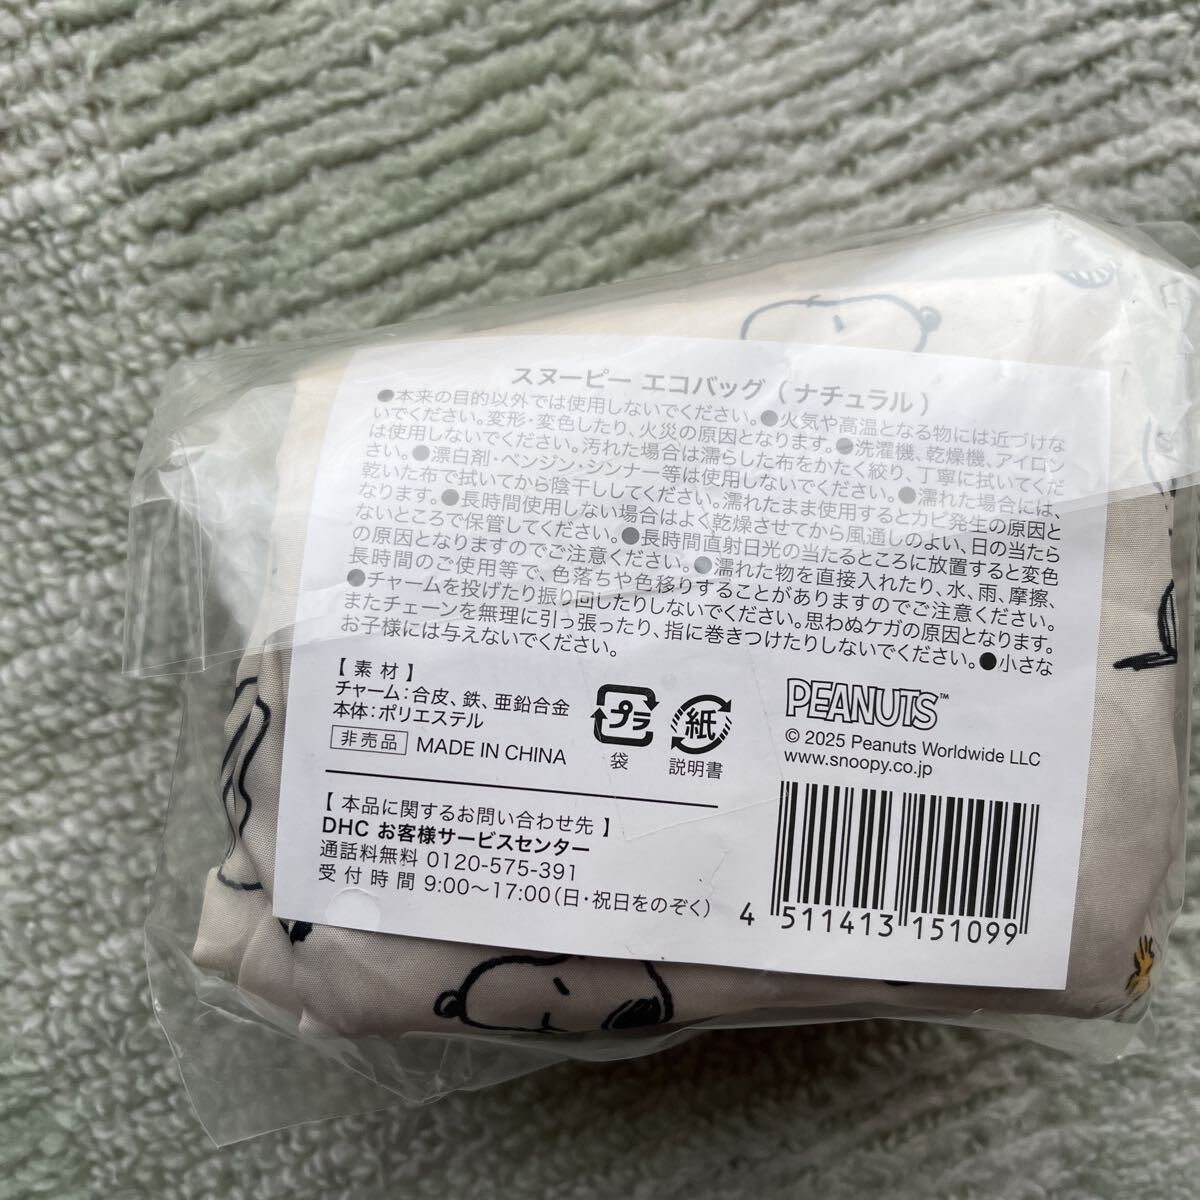 スヌーピー エコバッグ（ナチュラル）
●本来の目的以外では使用しないでください。●火気や高温となる物には近づけな
いでください。変形・変色したり、火災の原因となります。●洗濯機、乾燥機、アイロン
は使用しないでください。汚れた場合は濡らした布をかたく絞り、丁寧に拭いてくだ
さい。●漂白剤・ベンジン・シンナー等は使用しないでください。●濡れた場合には、
乾いた布で拭いてから陰干ししてください。濡れたまま使用するとカビ発生の原因と
なります。●長時間使用しない場合はよく乾燥させてから風通しのよい、日の当たら
ないところで保管してください。●長時間直射日光の当たるところに放置すると変色
の原因となりますのでご注意ください。●濡れた物を直接入れたり、水、雨、摩擦、
長時間のご使用等で、色落ちや色移りすることがありますのでご注意ください。
●チャームを投げたり振り回したりしないでください。思わぬケガの原因となります。
またチェーンを無理に引っ張ったり、指に巻きつけたりしないでください。●小さな
お子様には与えないでください。
【 素 材 】
チャーム：合皮、鉄、亜鉛合金
本体：ポリエステル
非売品 MADE IN CHINA
プラ
袋
紙
説明書
PEANUTS™
© 2025 Peanuts Worldwide LLC
www.snoopy.co.jp
【 本品に関するお問い合わせ先 】
DHC お客様サービスセンター
通話料無料 0120-575-391
受付時間 9:00〜17:00（日・祝日をのぞく）
4 511413 151099